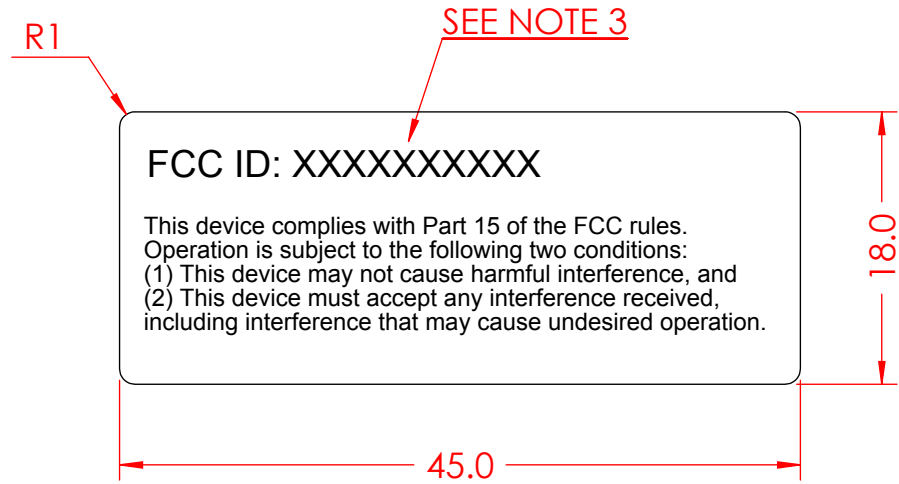 SEE NOTE 3
R1
FCC ID: XXXXXXXXXX
This device complies with Part 15 of the FCC rules.
Operation is subject to the following two conditions:
(1) This device may not cause harmful interference, and
(2) This device must accept any interference received,
including interference that may cause undesired operation.
18.0
45.0